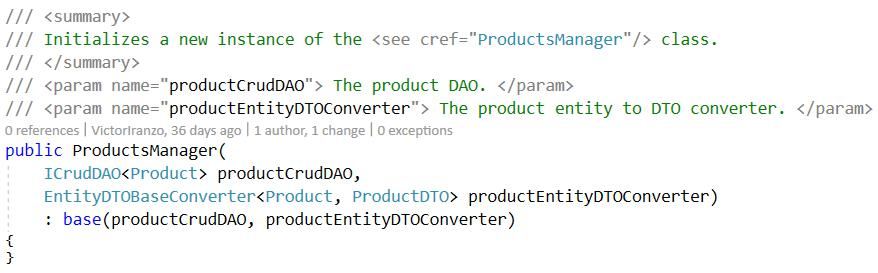 /// <summary>
/// Initializes a new instance of the <see cref="ProductsManager"/> class.
/// </summary>
/// <param name="productCrudDAO"> The product DAO. </param>
/// <param name="productEntityDTOConverter"> The product entity to DTO converter. </param>
0 references | VictorIranzo, 36 days ago | 1 author, 1 change | 0 exceptions
public ProductsManager(
    ICrudDAO<Product> productCrudDAO,
    EntityDTOBaseConverter<Product, ProductDTO> productEntityDTOConverter)
    : base(productCrudDAO, productEntityDTOConverter)
{
}